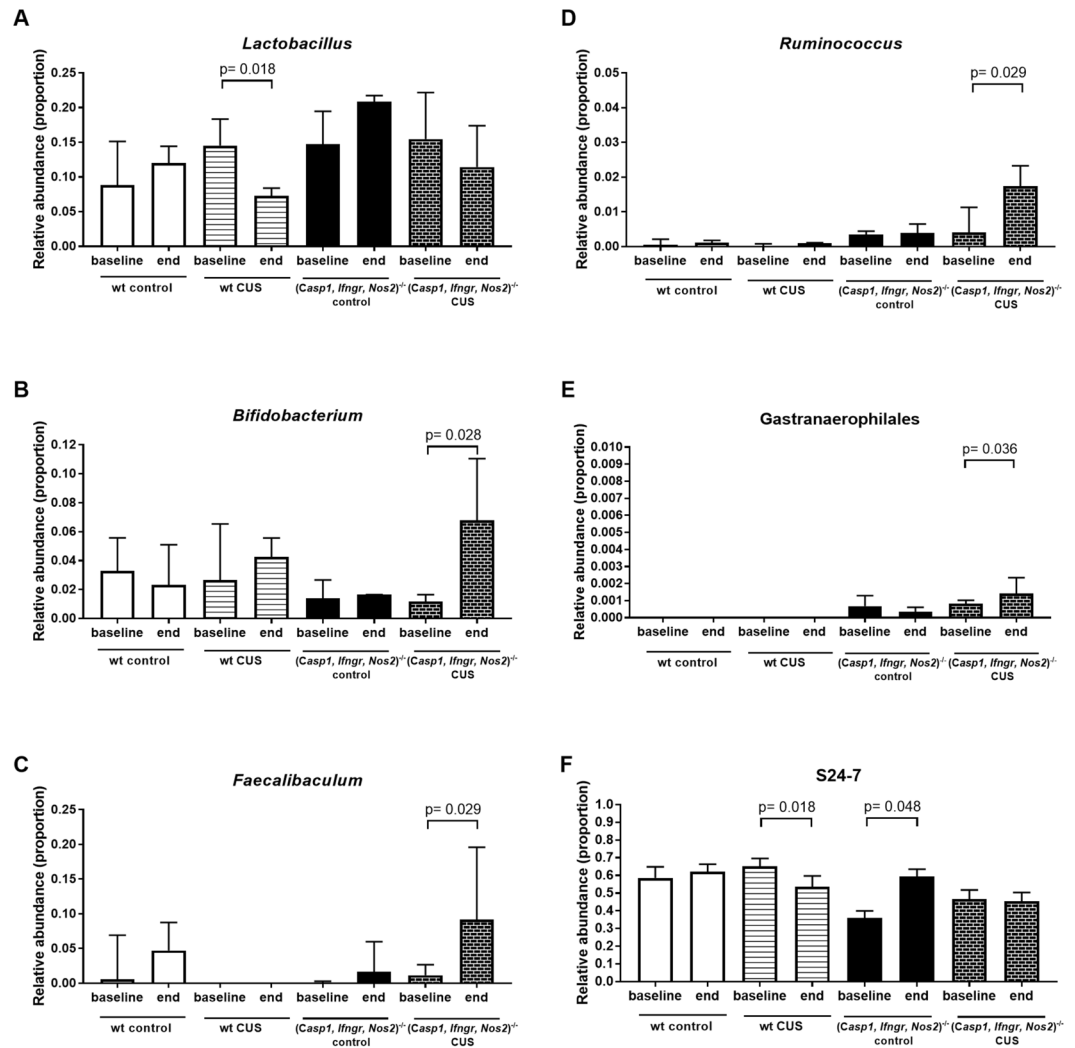 A
Lactobacillus
p= 0.018
Relative abundance (proportion)
0.25
0.20
0.15
0.10
0.05
0.00
baseline end baseline end baseline end baseline end
wt control wt CUS (Casp1, Ifngr, Nos2)-/- (Casp1, Ifngr, Nos2)-/-
control CUS
B
Bifidobacterium
p= 0.028
Relative abundance (proportion)
0.12
0.10
0.08
0.06
0.04
0.02
0.00
baseline end baseline end baseline end baseline end
wt control wt CUS (Casp1, Ifngr, Nos2)-/- (Casp1, Ifngr, Nos2)-/-
control CUS
C
Faecalibaculum
p= 0.029
Relative abundance (proportion)
0.25
0.20
0.15
0.10
0.05
0.00
baseline end baseline end baseline end baseline end
wt control wt CUS (Casp1, Ifngr, Nos2)-/- (Casp1, Ifngr, Nos2)-/-
control CUS
D
Ruminococcus
p= 0.029
Relative abundance (proportion)
0.05
0.04
0.03
0.02
0.01
0.00
baseline end baseline end baseline end baseline end
wt control wt CUS (Casp1, Ifngr, Nos2)-/- (Casp1, Ifngr, Nos2)-/-
control CUS
E
Gastranaerophilales
p= 0.036
Relative abundance (proportion)
0.010
0.009
0.008
0.007
0.006
0.005
0.004
0.003
0.002
0.001
0.000
baseline end baseline end baseline end baseline end
wt control wt CUS (Casp1, Ifngr, Nos2)-/- (Casp1, Ifngr, Nos2)-/-
control CUS
F
S24-7
p= 0.018 p= 0.048
Relative abundance (proportion)
1.0
0.9
0.8
0.7
0.6
0.5
0.4
0.3
0.2
0.1
0.0
baseline end baseline end baseline end baseline end
wt control wt CUS (Casp1, Ifngr, Nos2)-/- (Casp1, Ifngr, Nos2)-/-
control CUS